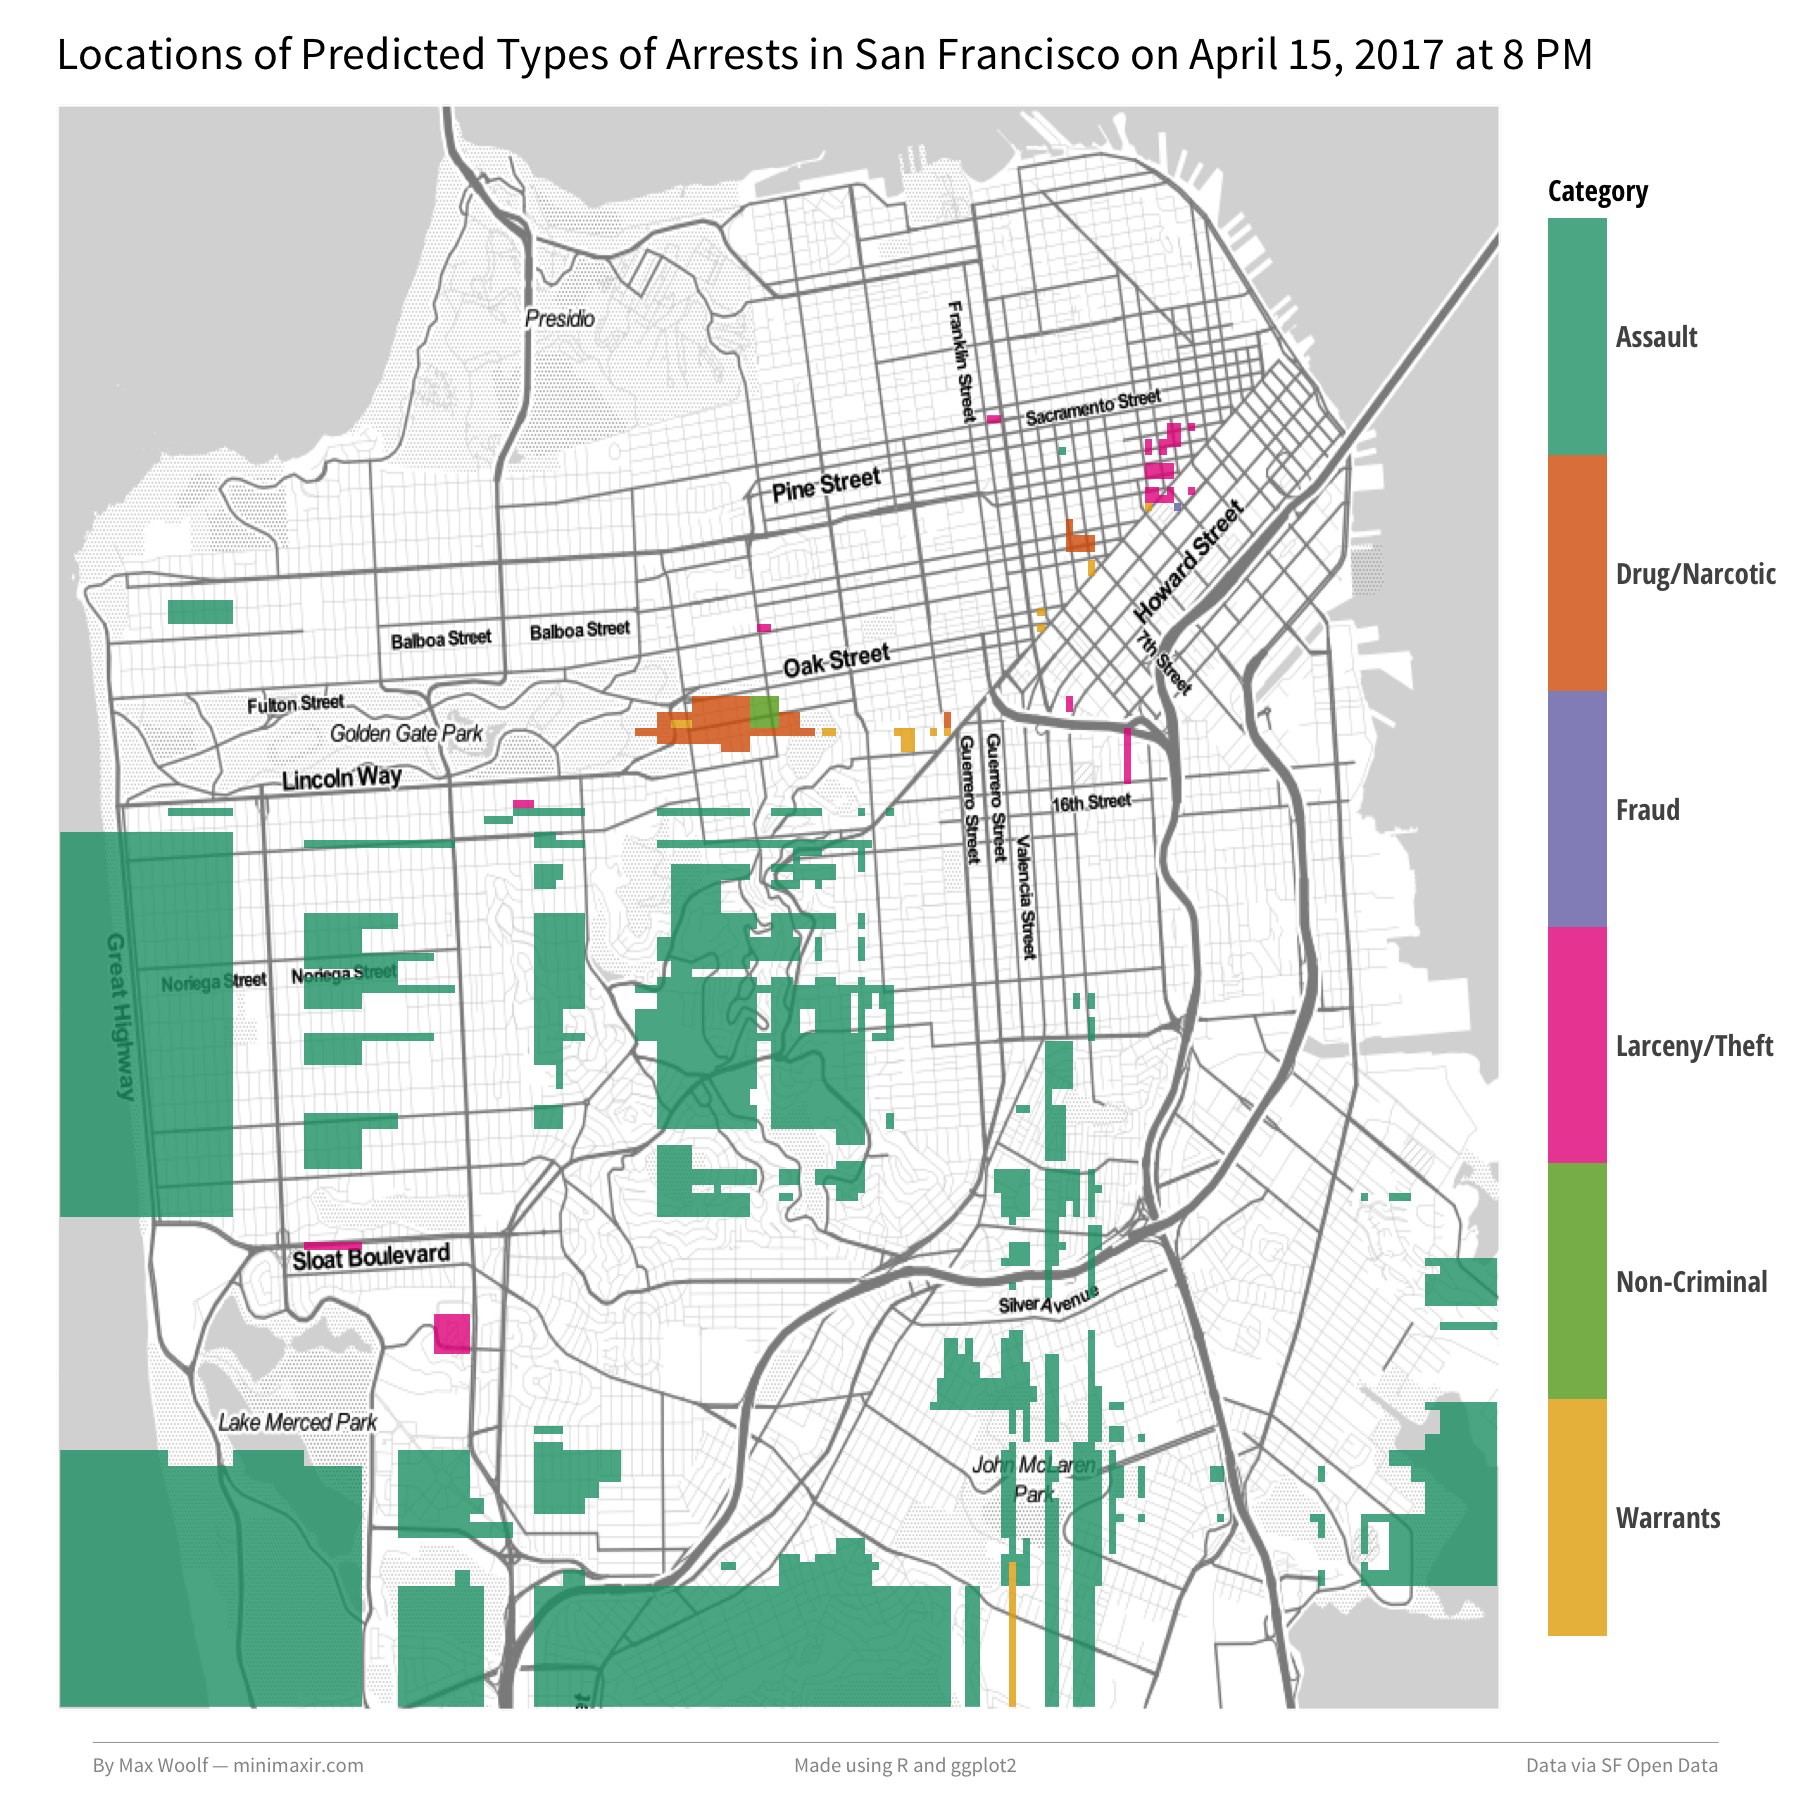 Locations of Predicted Types of Arrests in San Francisco on April 15, 2017 at 8 PM
Category
Assault
Drug/Narcotic
Fraud
Larceny/Theft
Non-Criminal
Warrants
Presidio
Franklin Street
Sacramento Street
Pine Street
Howard Street
7th Street
Balboa Street
Balboa Street
Oak Street
Fulton Street
Golden Gate Park
Lincoln Way
Guerrero Street
Guerrero Street
16th Street
Valencia Street
Great Highway
Noriega Street
Noriega Street
Sloat Boulevard
Silver Avenue
Lake Merced Park
John McLaren
Park
By Max Woolf — minimaxir.com
Made using R and ggplot2
Data via SF Open Data